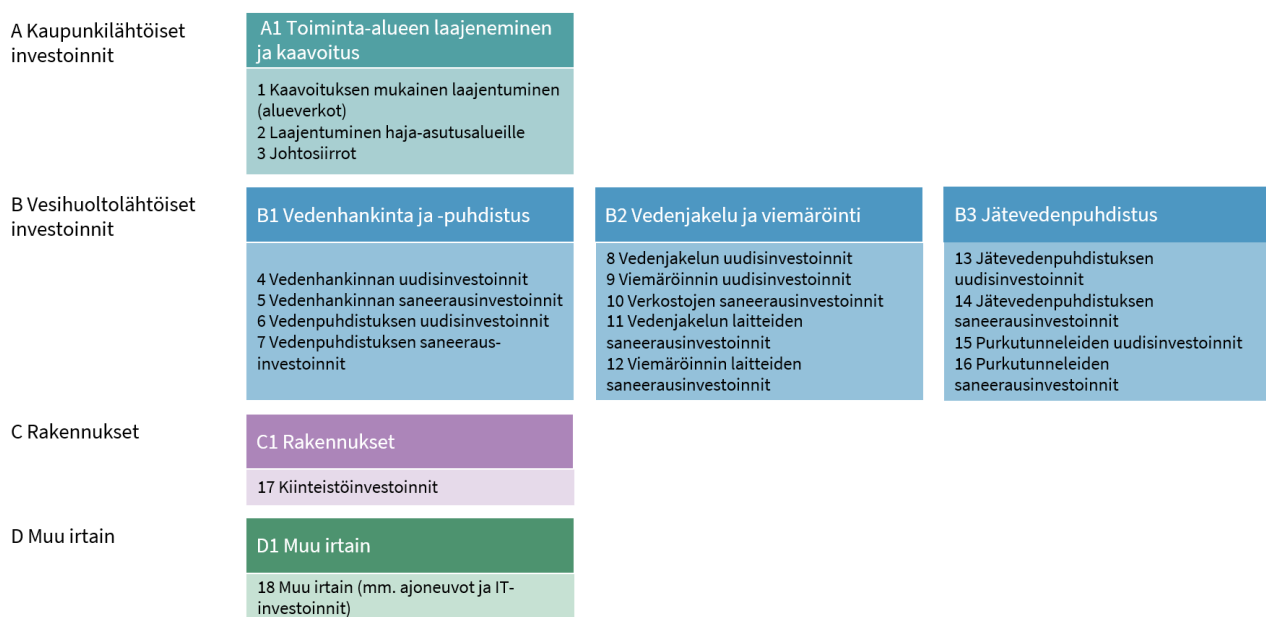 A Kaupunkilähtöiset
investoinnit
A1 Toiminta-alueen laajeneminen
ja kaavoitus
1 Kaavoituksen mukainen laajentuminen
(alueverkot)
2 Laajentuminen haja-asutusalueille
3 Johtosiirrot
B Vesihuoltolähtöiset
investoinnit
B1 Vedenhankinta ja -puhdistus
4 Vedenhankinnan uudisinvestoinnit
5 Vedenhankinnan saneerausinvestoinnit
6 Vedenpuhdistuksen uudisinvestoinnit
7 Vedenpuhdistuksen saneeraus-
investoinnit
B2 Vedenjakelu ja viemäröinti
8 Vedenjakelun uudisinvestoinnit
9 Viemäröinnin uudisinvestoinnit
10 Verkostojen saneerausinvestoinnit
11 Vedenjakelun laitteiden
saneerausinvestoinnit
12 Viemäröinnin laitteiden
saneerausinvestoinnit
B3 Jätevedenpuhdistus
13 Jätevedenpuhdistuksen
uudisinvestoinnit
14 Jätevedenpuhdistuksen
saneerausinvestoinnit
15 Purkutunneleiden uudisinvestoinnit
16 Purkutunneleiden
saneerausinvestoinnit
C Rakennukset
C1 Rakennukset
17 Kiinteistöinvestoinnit
D Muu irtain
D1 Muu irtain
18 Muu irtain (mm. ajoneuvot ja IT-
investoinnit)